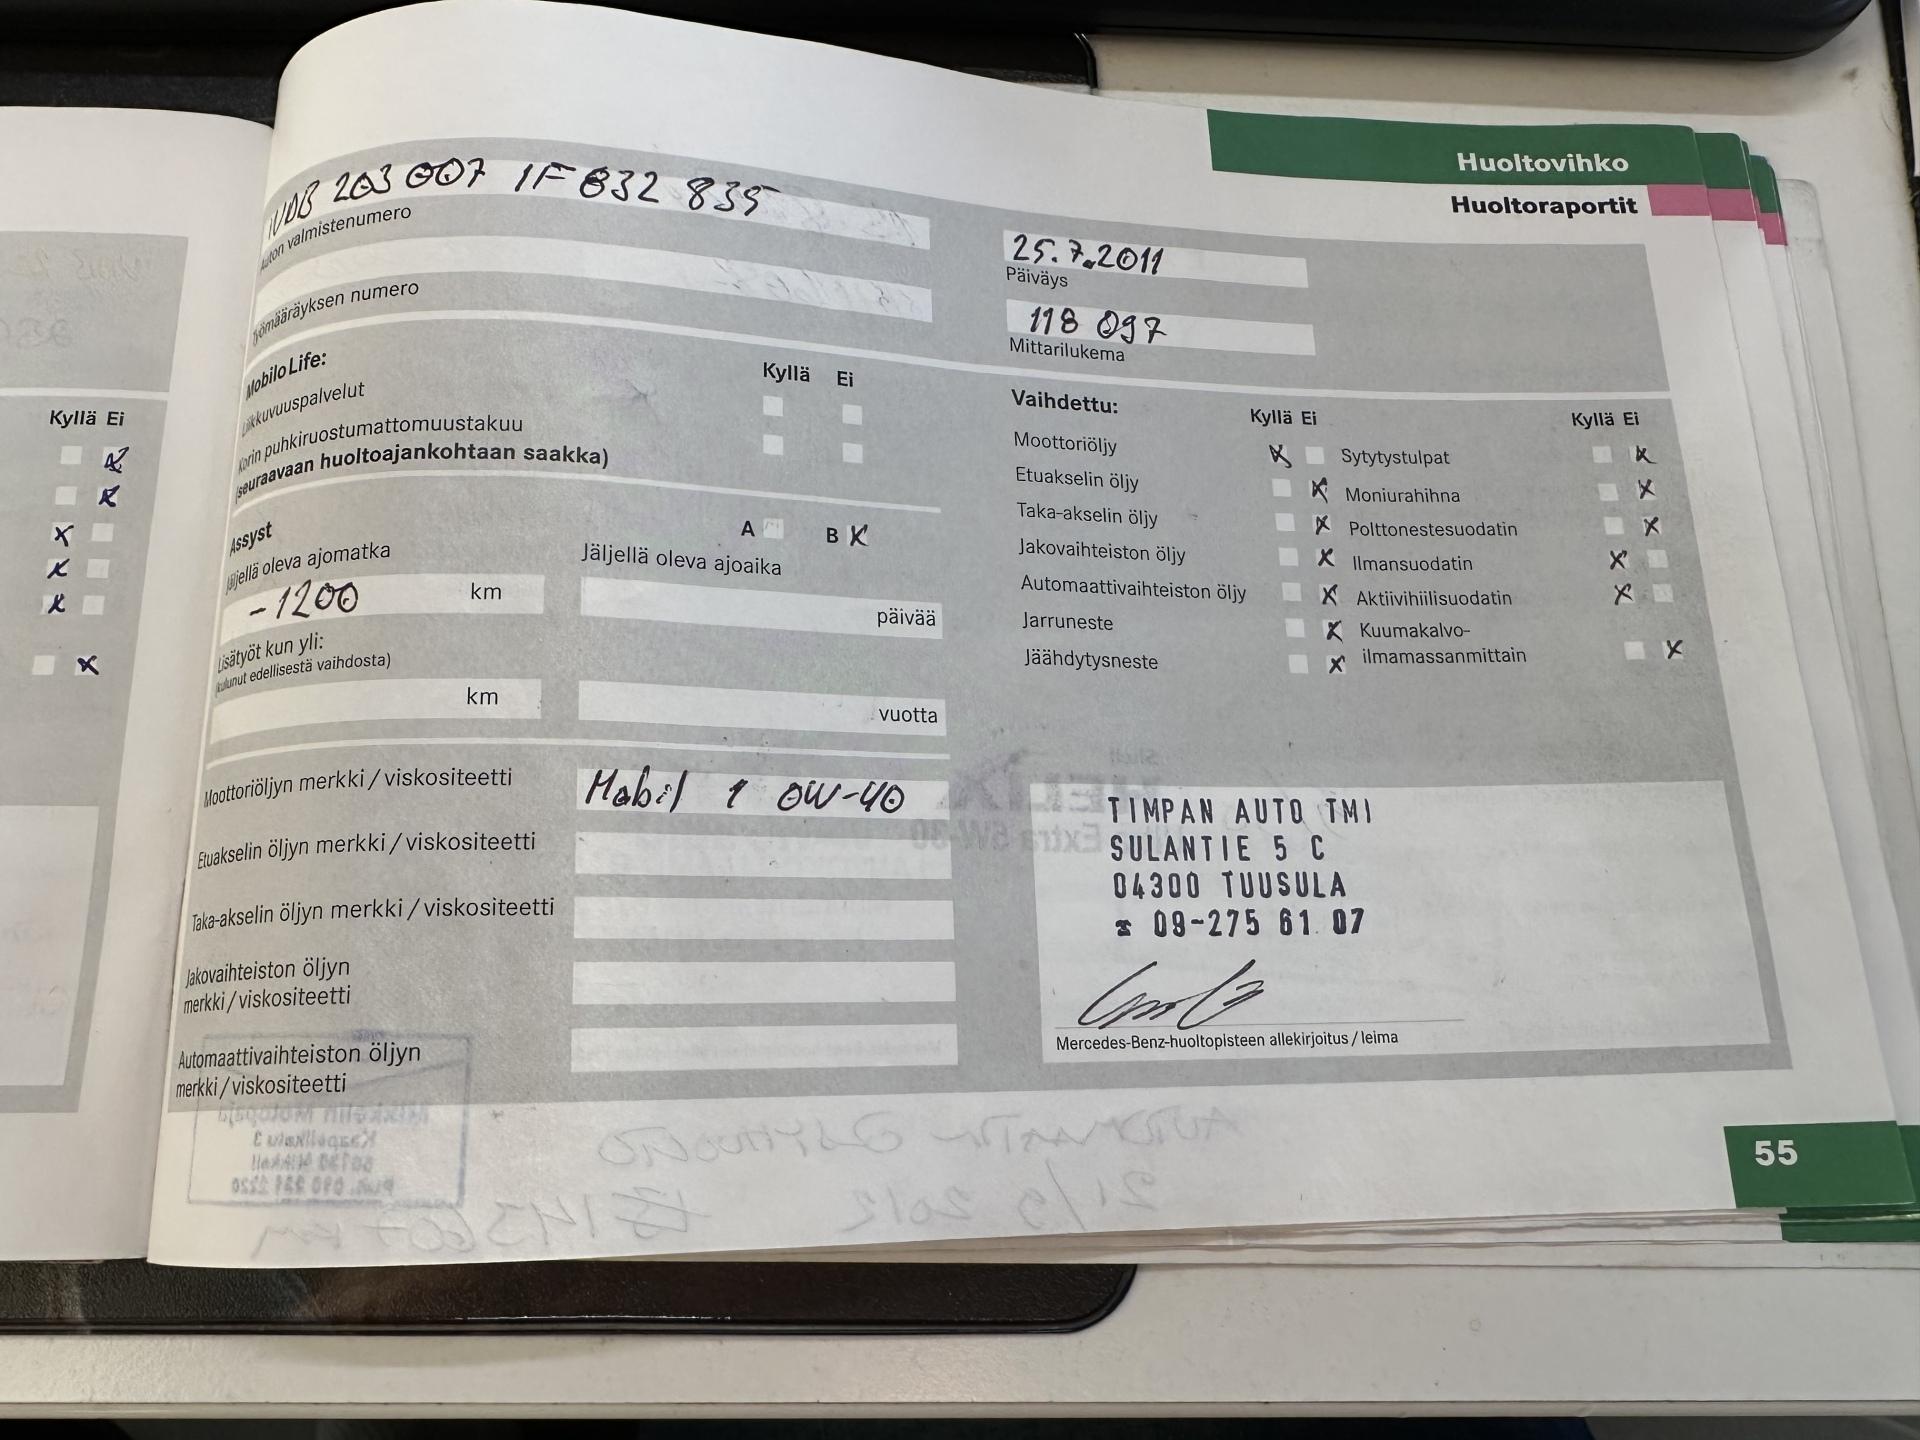 Huoltovihko
Huoltoraportit
WDB 203 007 1F 832 835
Auton valmistenumero
Työmääräyksen numero
25.7.2011
Päiväys
118 097
Mittarilukema
MobiloLife:
Kyllä Ei
Liikkuvuuspalvelut
Korin puhkiruostumattomuustakuu
(seuraavaan huoltoajankohtaan saakka)
Assyst
A B x
Jäljellä oleva ajomatka
Jäljellä oleva ajoaika
-1200 km
päivää
Lisätyöt kun yli:
(kulunut edellisestä vaihdosta)
km
vuotta
Moottoriöljyn merkki / viskositeetti
Mobil 1 0W-40
Etuakselin öljyn merkki / viskositeetti
Taka-akselin öljyn merkki / viskositeetti
Jakovaihteiston öljyn
merkki / viskositeetti
Automaattivaihteiston öljyn
merkki / viskositeetti
Vaihdettu:
Kyllä Ei
Kyllä Ei
Moottoriöljy x
Sytytystulpat x
Etuakselin öljy x
Moniurahihna x
Taka-akselin öljy x
Polttonestesuodatin x
Jakovaihteiston öljy x
Ilmansuodatin x
Automaattivaihteiston öljy x
Aktiivihiilisuodatin x
Jarruneste x
Kuumakalvo-
Jäähdytysneste x
ilmamassanmittain x
TIMPAN AUTO TMI
SULANTIE 5 C
04300 TUUSULA
☎ 09-275 61 07
Mercedes-Benz-huoltopisteen allekirjoitus / leima
55
Kyllä Ei
x
x
x
x
x
x